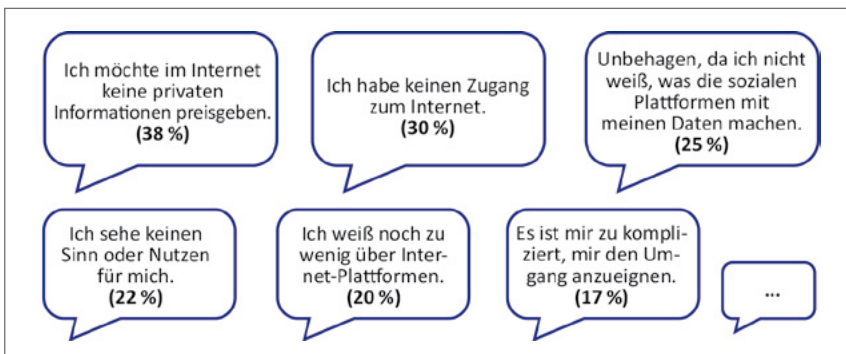 Ich möchte im Internet
keine privaten
Informationen preisgeben.
(38 %)
Ich habe keinen Zugang
zum Internet.
(30 %)
Unbehagen, da ich nicht
weiß, was die sozialen
Plattformen mit
meinen Daten machen.
(25 %)
Ich sehe keinen
Sinn oder Nutzen
für mich.
(22 %)
Ich weiß noch zu
wenig über Inter-
net-Plattformen.
(20 %)
Es ist mir zu kompli-
ziert, mir den Um-
gang anzueignen.
(17 %)
...